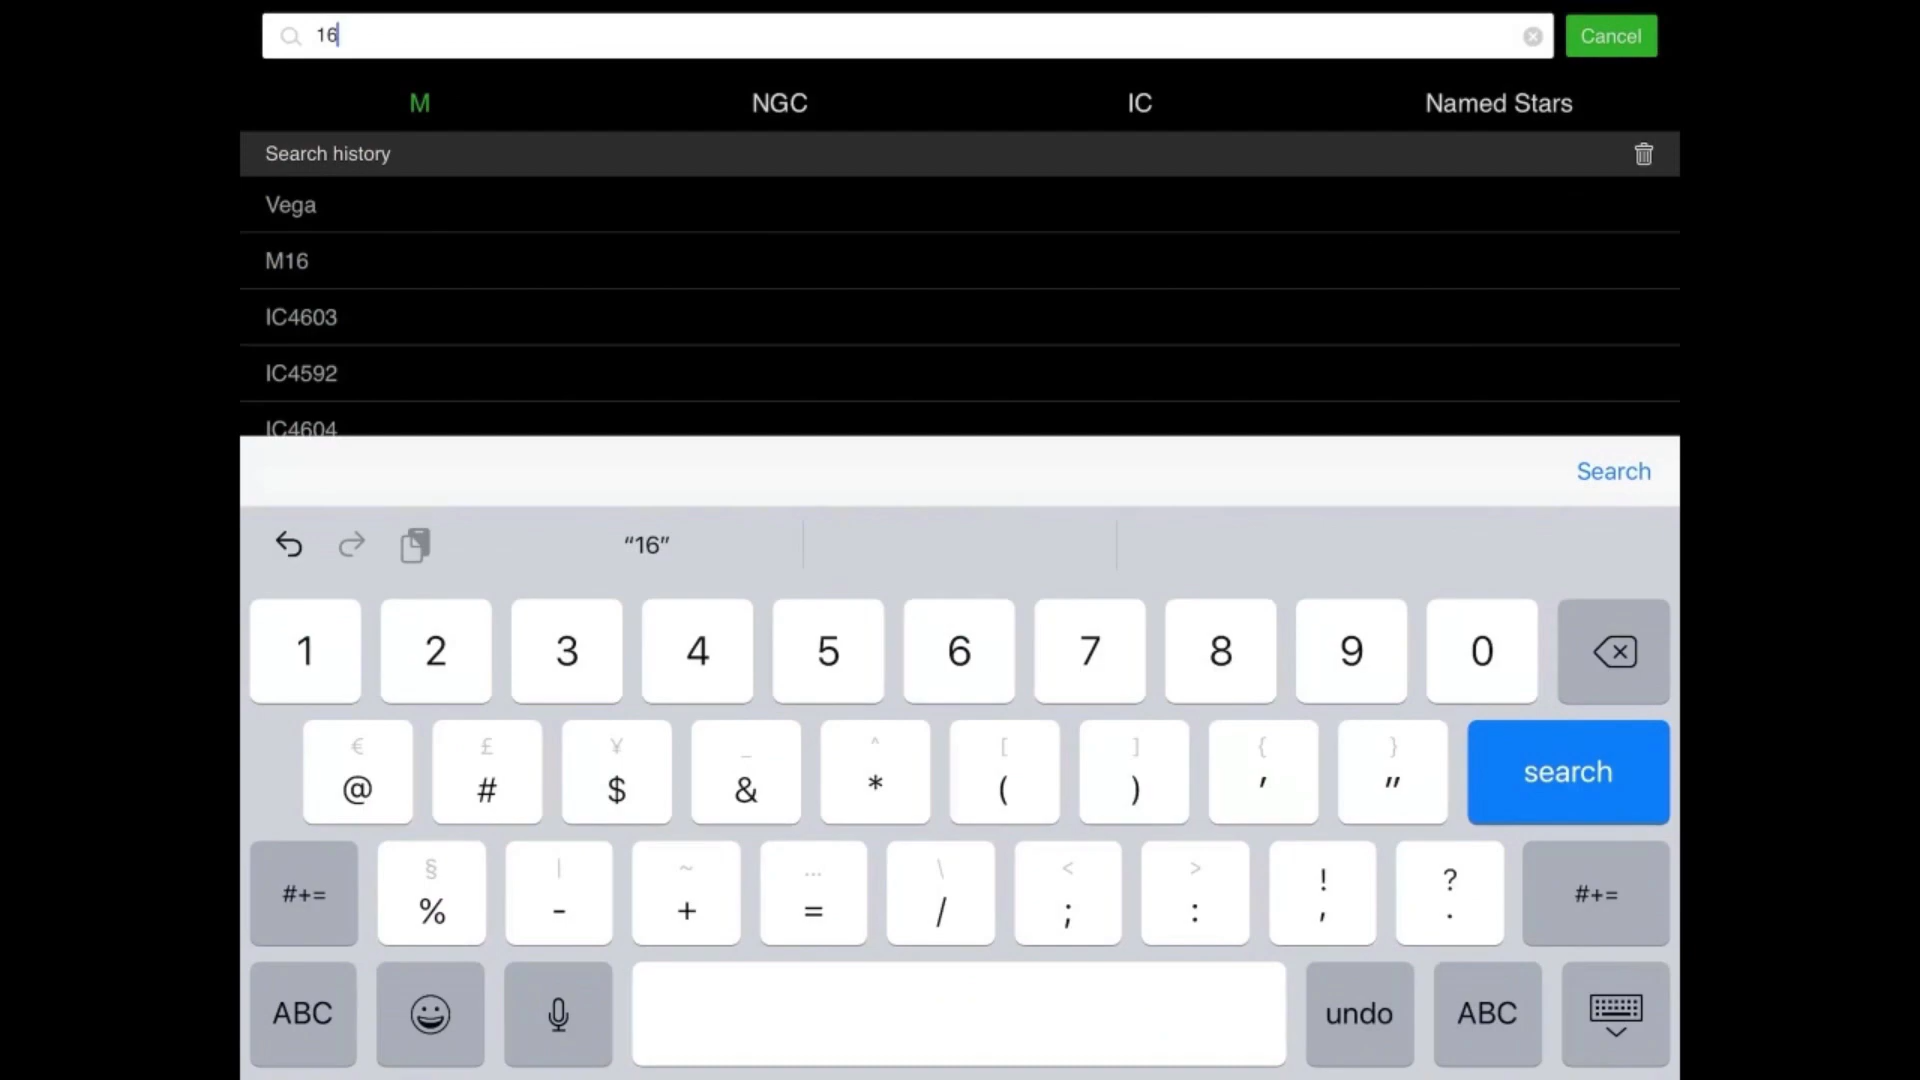 16
Cancel
M NGC IC Named Stars
Search history
Vega
M16
IC4603
IC4592
IC4604
Search
“16”
1 2 3 4 5 6 7 8 9 0
€ £ ¥ _ ^ [ ] { }
@ # $ & * ( ) ' " search
§ | ~ ... \ < > ! ?
#+= % - + = / ; : , . #+=
ABC undo ABC